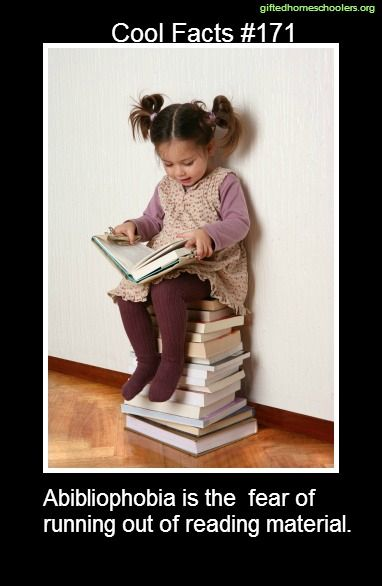 giftedhomeschoolers.org
Cool Facts #171
Abibliophobia is the  fear of
running out of reading material.